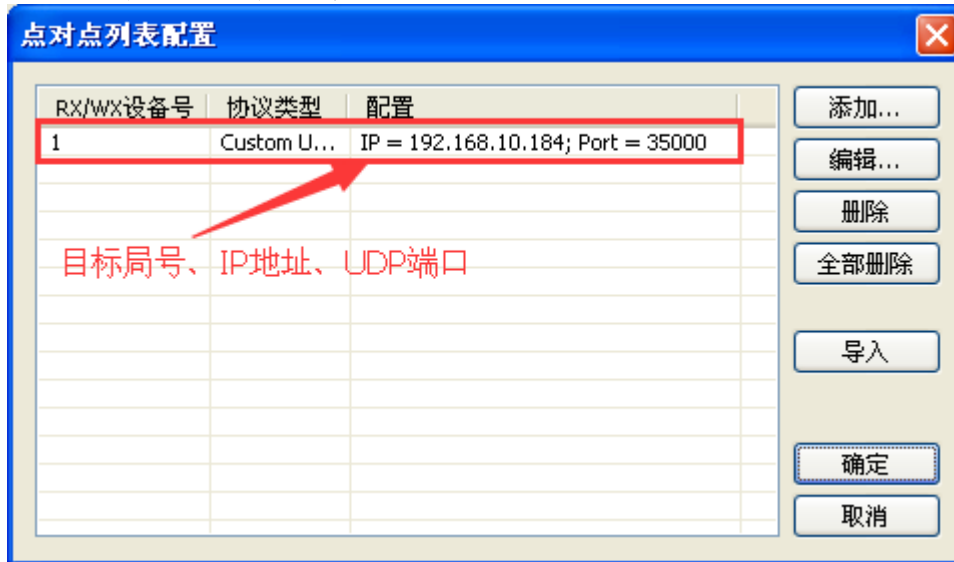 点对点列表配置
RX/WX设备号 协议类型 配置
1 Custom U... IP = 192.168.10.184; Port = 35000
目标局号、IP地址、UDP端口
添加...
编辑...
删除
全部删除
导入
确定
取消